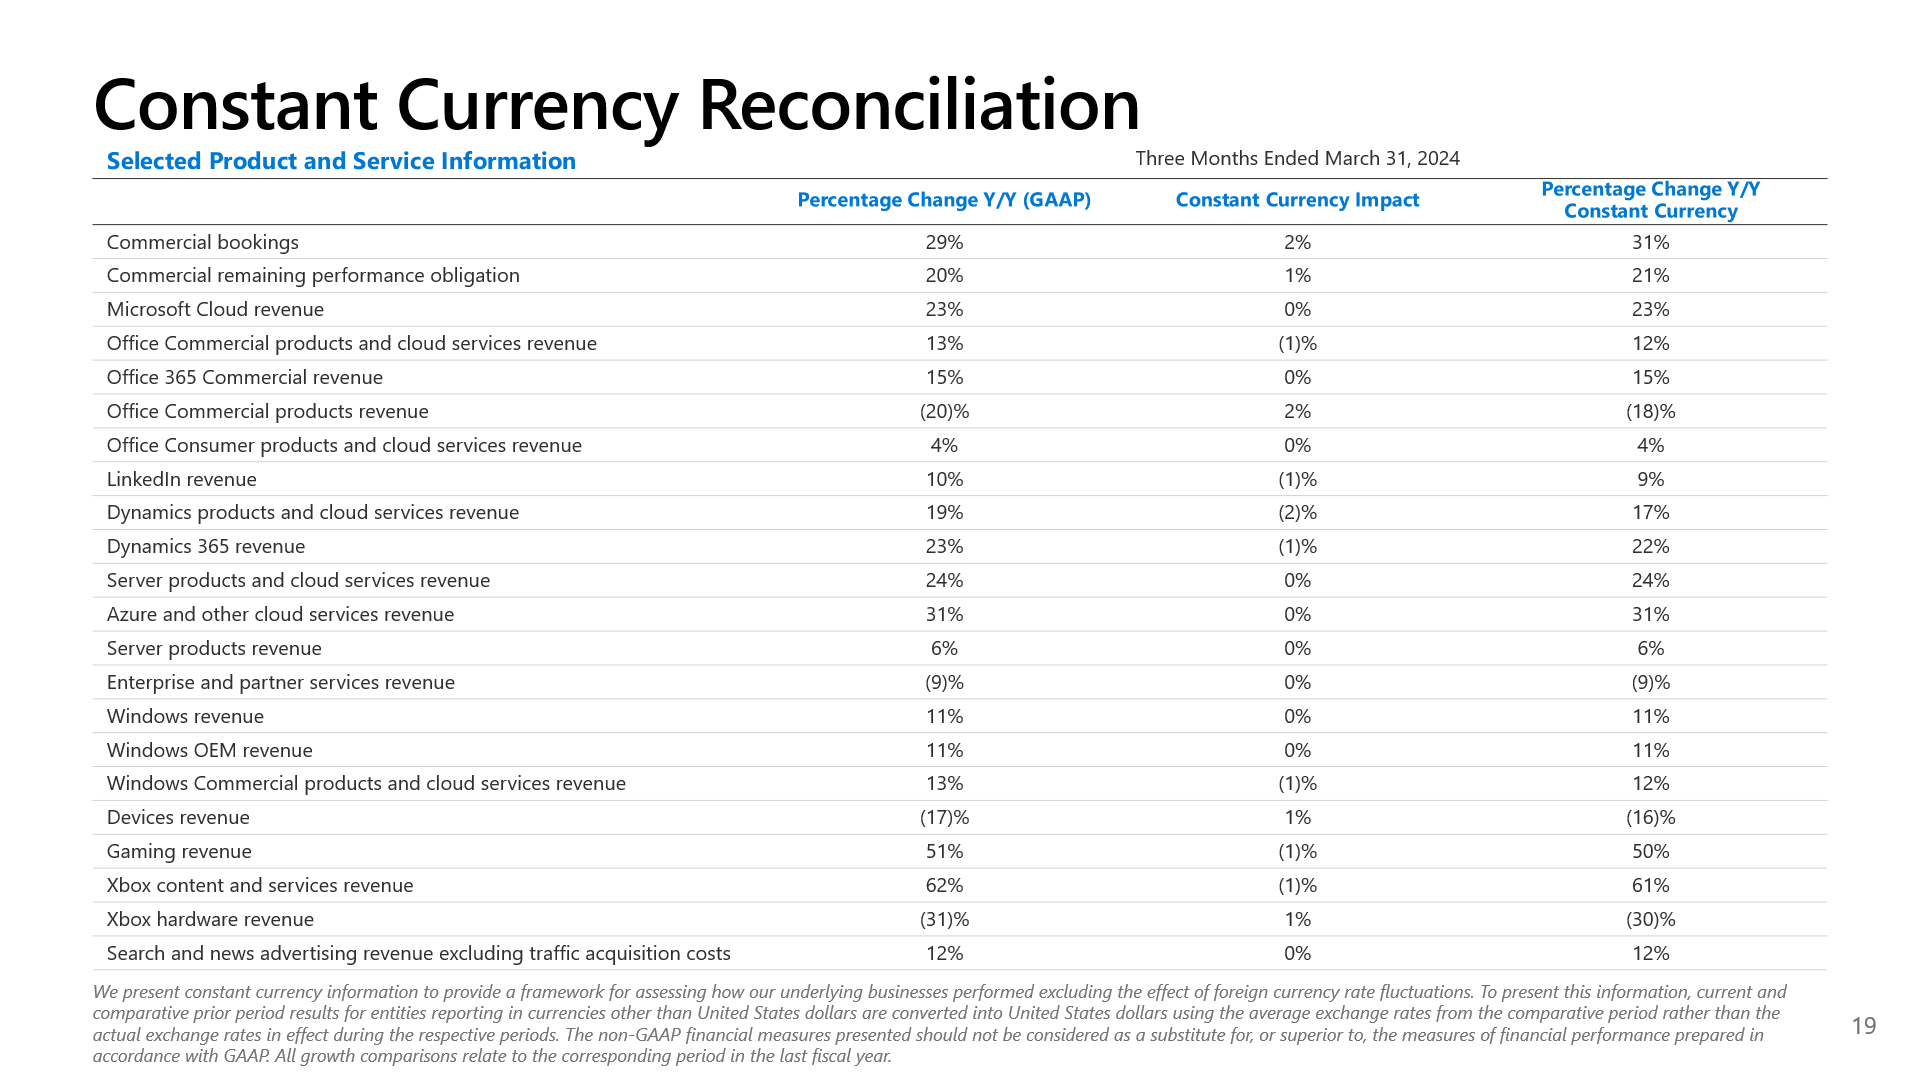 Constant Currency Reconciliation
Selected Product and Service Information Three Months Ended March 31, 2024
Percentage Change Y/Y (GAAP) Constant Currency Impact Percentage Change Y/Y
Constant Currency
Commercial bookings 29% 2% 31%
Commercial remaining performance obligation 20% 1% 21%
Microsoft Cloud revenue 23% 0% 23%
Office Commercial products and cloud services revenue 13% (1)% 12%
Office 365 Commercial revenue 15% 0% 15%
Office Commercial products revenue (20)% 2% (18)%
Office Consumer products and cloud services revenue 4% 0% 4%
LinkedIn revenue 10% (1)% 9%
Dynamics products and cloud services revenue 19% (2)% 17%
Dynamics 365 revenue 23% (1)% 22%
Server products and cloud services revenue 24% 0% 24%
Azure and other cloud services revenue 31% 0% 31%
Server products revenue 6% 0% 6%
Enterprise and partner services revenue (9)% 0% (9)%
Windows revenue 11% 0% 11%
Windows OEM revenue 11% 0% 11%
Windows Commercial products and cloud services revenue 13% (1)% 12%
Devices revenue (17)% 1% (16)%
Gaming revenue 51% (1)% 50%
Xbox content and services revenue 62% (1)% 61%
Xbox hardware revenue (31)% 1% (30)%
Search and news advertising revenue excluding traffic acquisition costs 12% 0% 12%
We present constant currency information to provide a framework for assessing how our underlying businesses performed excluding the effect of foreign currency rate fluctuations. To present this information, current and
comparative prior period results for entities reporting in currencies other than United States dollars are converted into United States dollars using the average exchange rates from the comparative period rather than the
actual exchange rates in effect during the respective periods. The non-GAAP financial measures presented should not be considered as a substitute for, or superior to, the measures of financial performance prepared in
accordance with GAAP. All growth comparisons relate to the corresponding period in the last fiscal year.
19